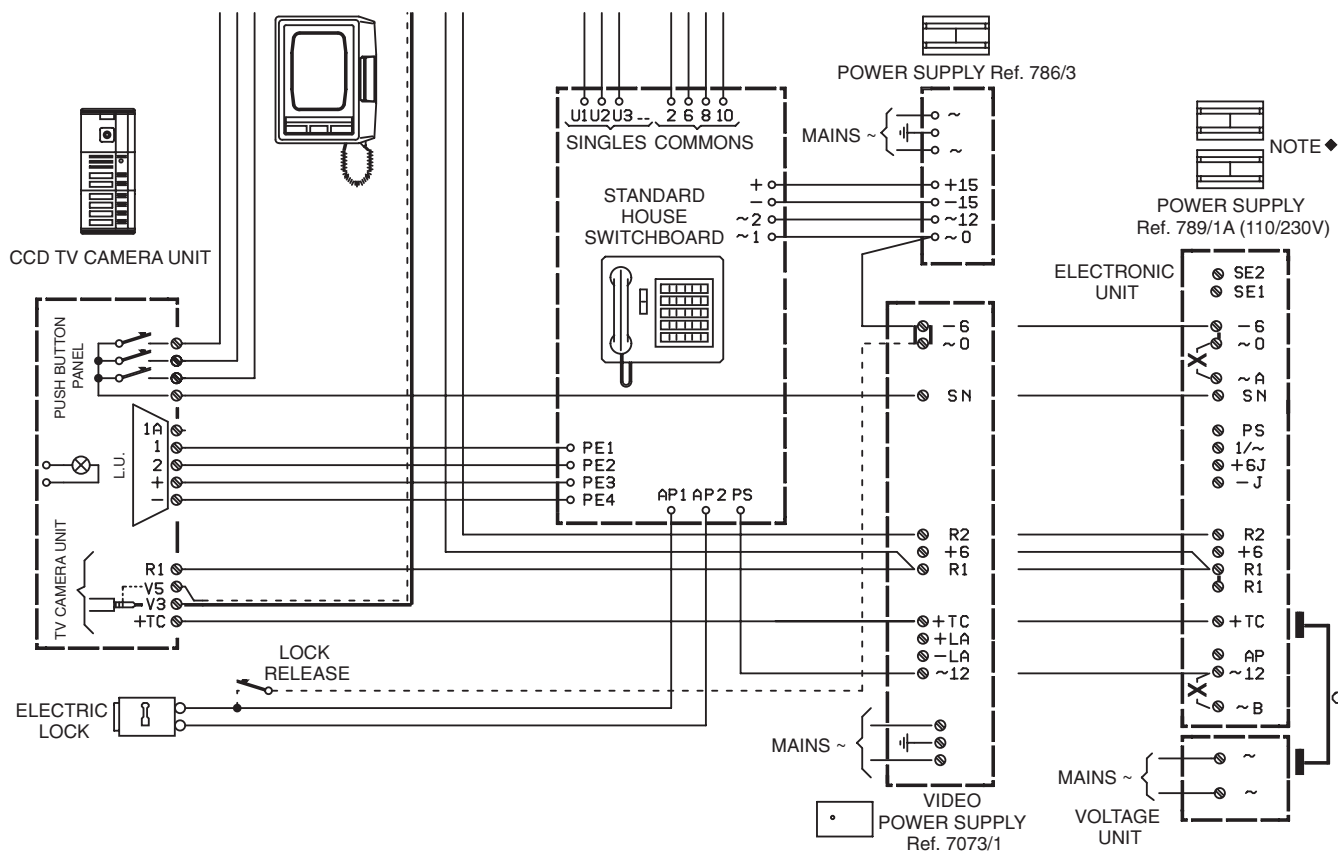 POWER SUPPLY Ref. 786/3
MAINS ~
~
~
+15
-15
~12
~0
U1 U2 U3 -- 2 6 8 10
SINGLES COMMONS
STANDARD
HOUSE
SWITCHBOARD
+
-
~2
~1
PE1
PE2
PE3
PE4
AP1 AP2 PS
NOTE ◆
POWER SUPPLY
Ref. 789/1A (110/230V)
ELECTRONIC
UNIT
SE2
SE1
-6
~0
~A
SN
PS
1/~
+6J
-J
R2
+6
R1
R1
+TC
AP
~12
~B
MAINS ~
~
~
VOLTAGE
UNIT
CCD TV CAMERA UNIT
PUSH BUTTON
PANEL
L.U.
1A
1
2
+
-
TV CAMERA UNIT
R1
V5
V3
+TC
LOCK
RELEASE
ELECTRIC
LOCK
-6
~0
SN
R2
+6
R1
+TC
+LA
-LA
~12
MAINS ~
VIDEO
POWER SUPPLY
Ref. 7073/1